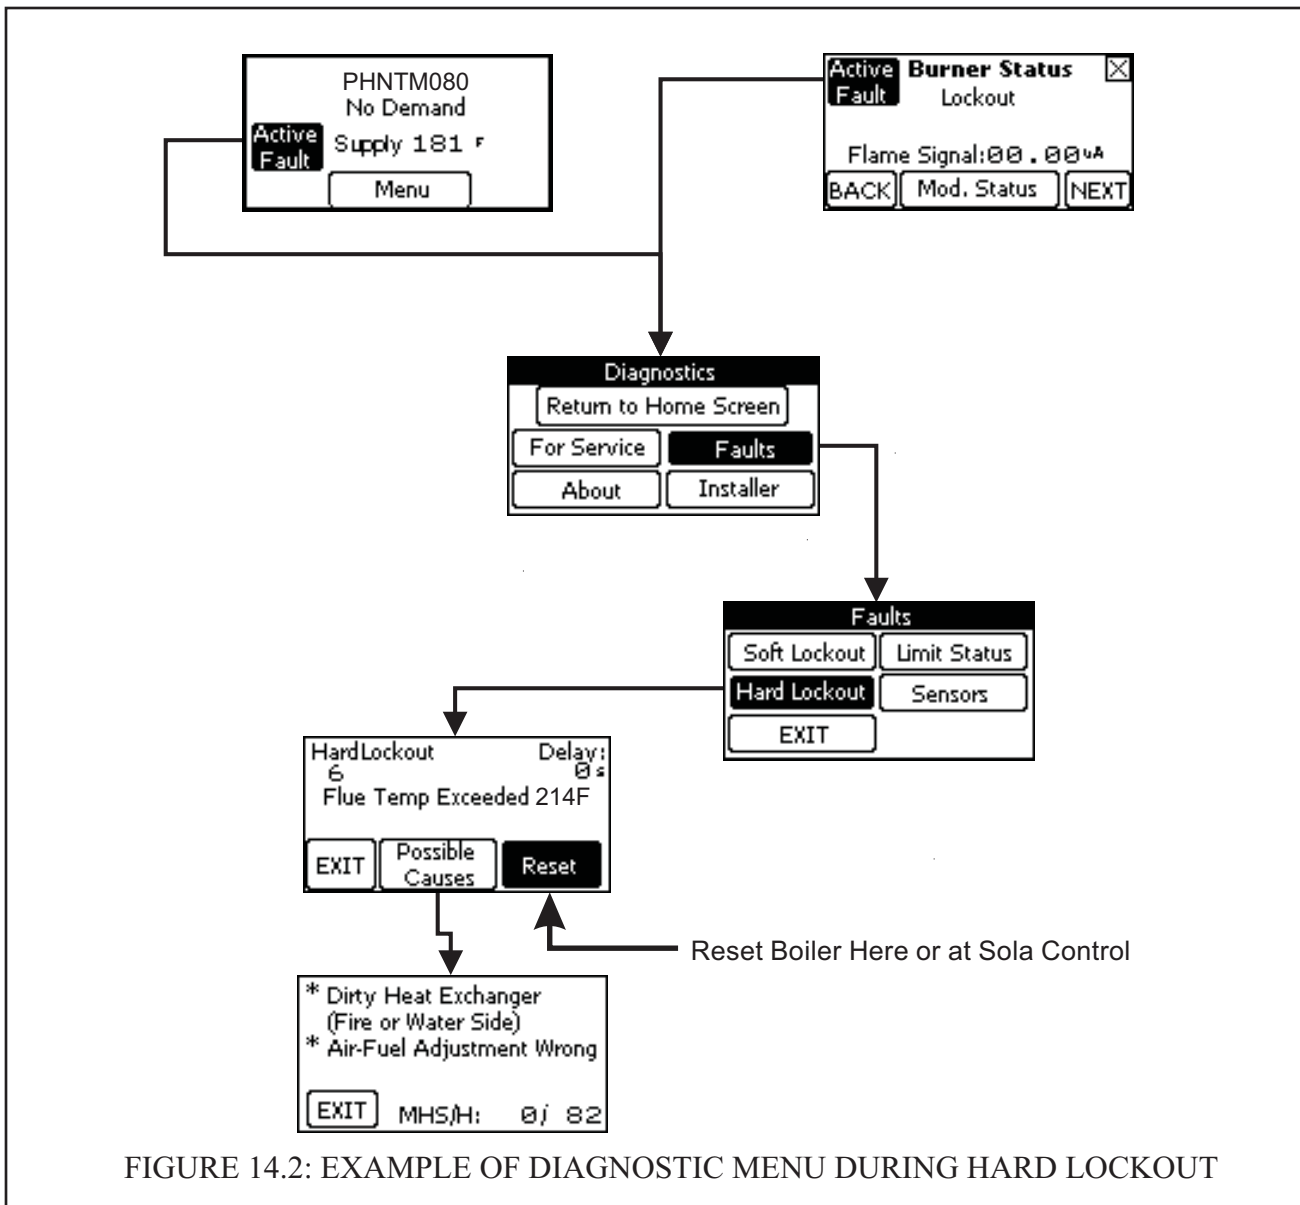 PHNTM080
No Demand
Active
Fault
Supply 181 F
Menu
Active
Fault
Burner Status
Lockout
Flame Signal:00.00uA
BACK
Mod. Status
NEXT
Diagnostics
Return to Home Screen
For Service
Faults
About
Installer
Faults
Soft Lockout
Limit Status
Hard Lockout
Sensors
EXIT
HardLockout
Delay:
6
0s
Flue Temp Exceeded 214F
EXIT
Possible
Causes
Reset
Reset Boiler Here or at Sola Control
* Dirty Heat Exchanger
(Fire or Water Side)
* Air-Fuel Adjustment Wrong
EXIT
MHS/H: 0/ 82
FIGURE 14.2: EXAMPLE OF DIAGNOSTIC MENU DURING HARD LOCKOUT